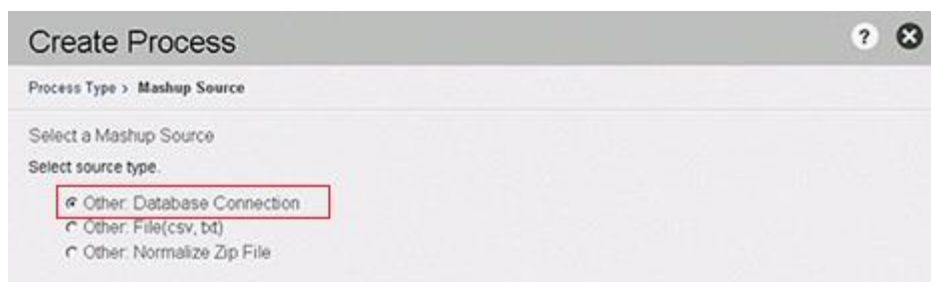 Create Process
?
Process Type > Mashup Source
Select a Mashup Source
Select source type.
Other: Database Connection
Other: File(csv, txt)
Other: Normalize Zip File